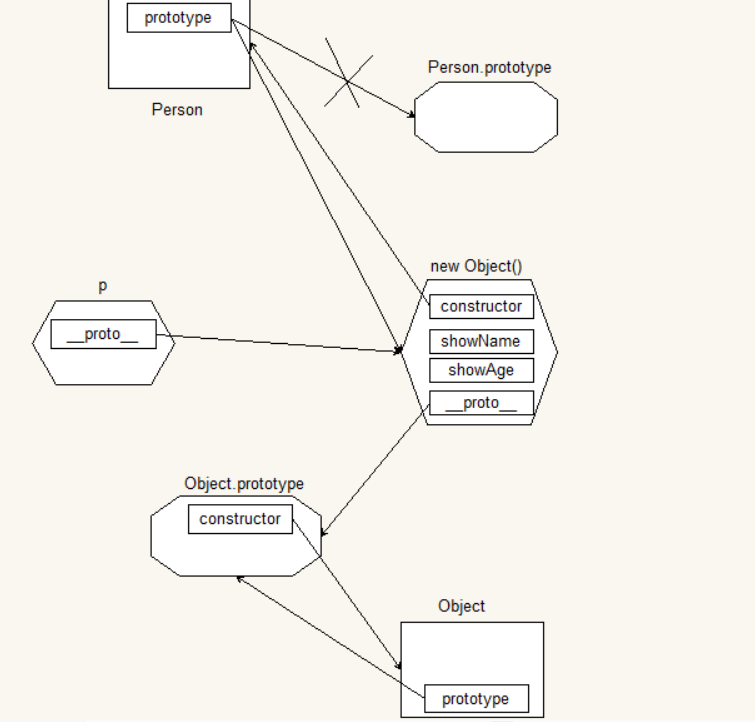 prototype
Person.prototype
Person
new Object()
p
constructor
__proto__
showName
showAge
__proto__
Object.prototype
constructor
Object
prototype